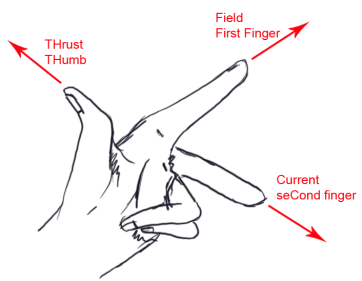 Field
First Finger
THrust
THumb
Current
seCond finger